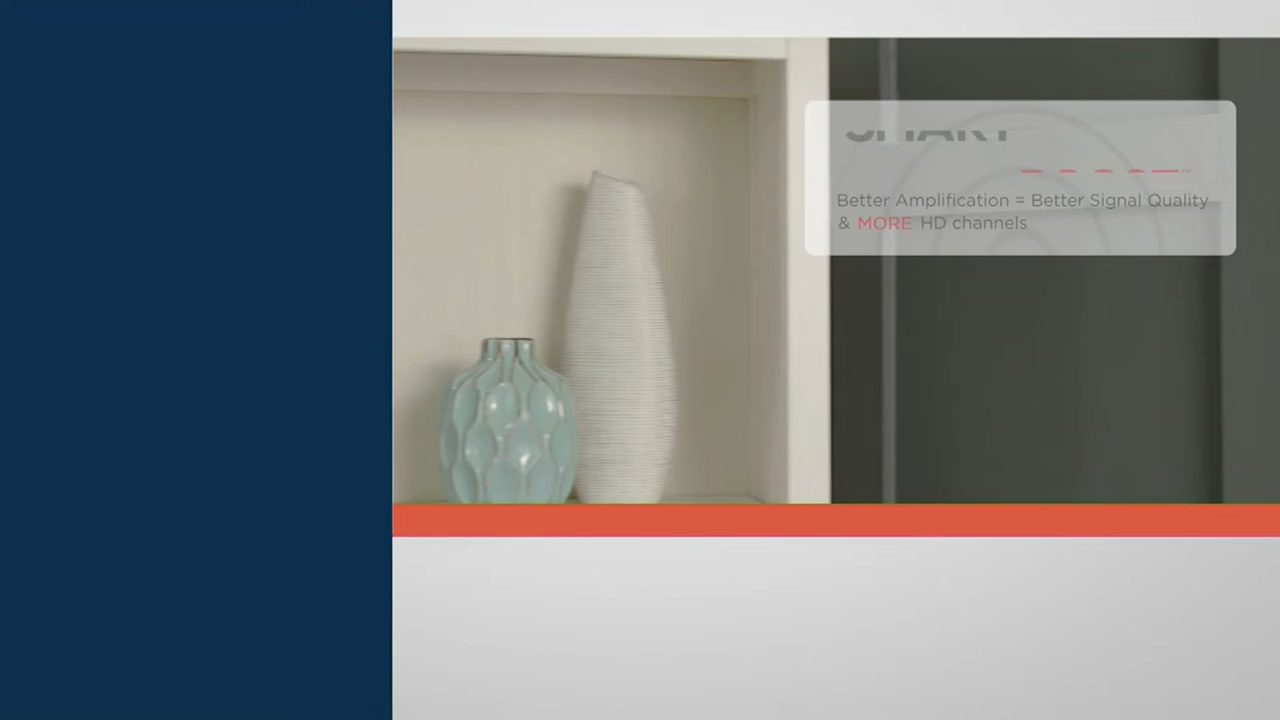 Better Amplification = Better Signal Quality
& MORE HD channels